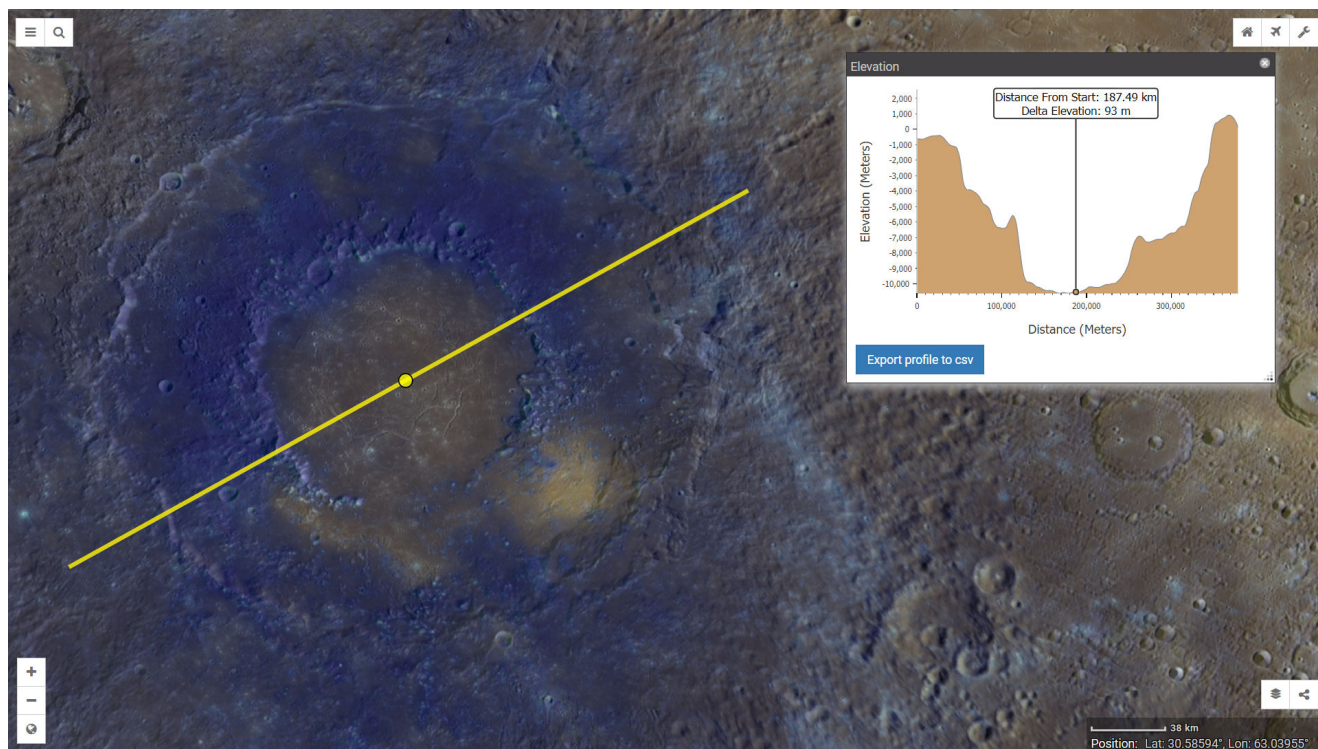 Elevation
Distance From Start: 187.49 km
Delta Elevation: 93 m
2,000
1,000
0
-1,000
-2,000
-3,000
-4,000
-5,000
-6,000
-7,000
-8,000
-9,000
-10,000
Elevation (Meters)
0 100,000 200,000 300,000
Distance (Meters)
Export profile to csv
38 km
Position: Lat: 30.58594°, Lon: 63.03955°